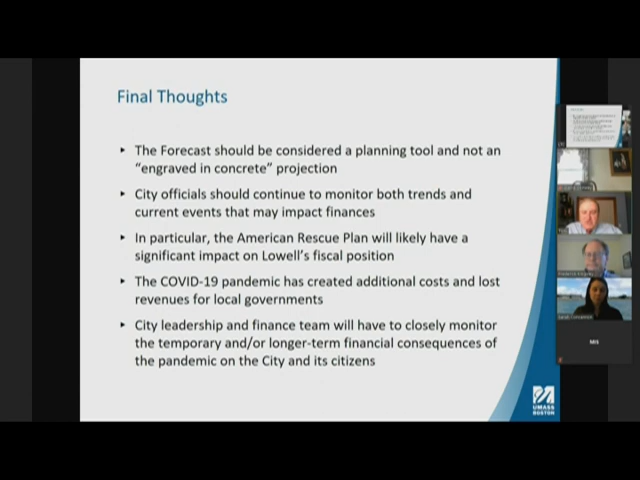 Final Thoughts
‣ The Forecast should be considered a planning tool and not an
"engraved in concrete" projection
‣ City officials should continue to monitor both trends and
current events that may impact finances
‣ In particular, the American Rescue Plan will likely have a
significant impact on Lowell's fiscal position
‣ The COVID-19 pandemic has created additional costs and lost
revenues for local governments
‣ City leadership and finance team will have to closely monitor
the temporary and/or longer-term financial consequences of
the pandemic on the City and its citizens
UMASS
BOSTON